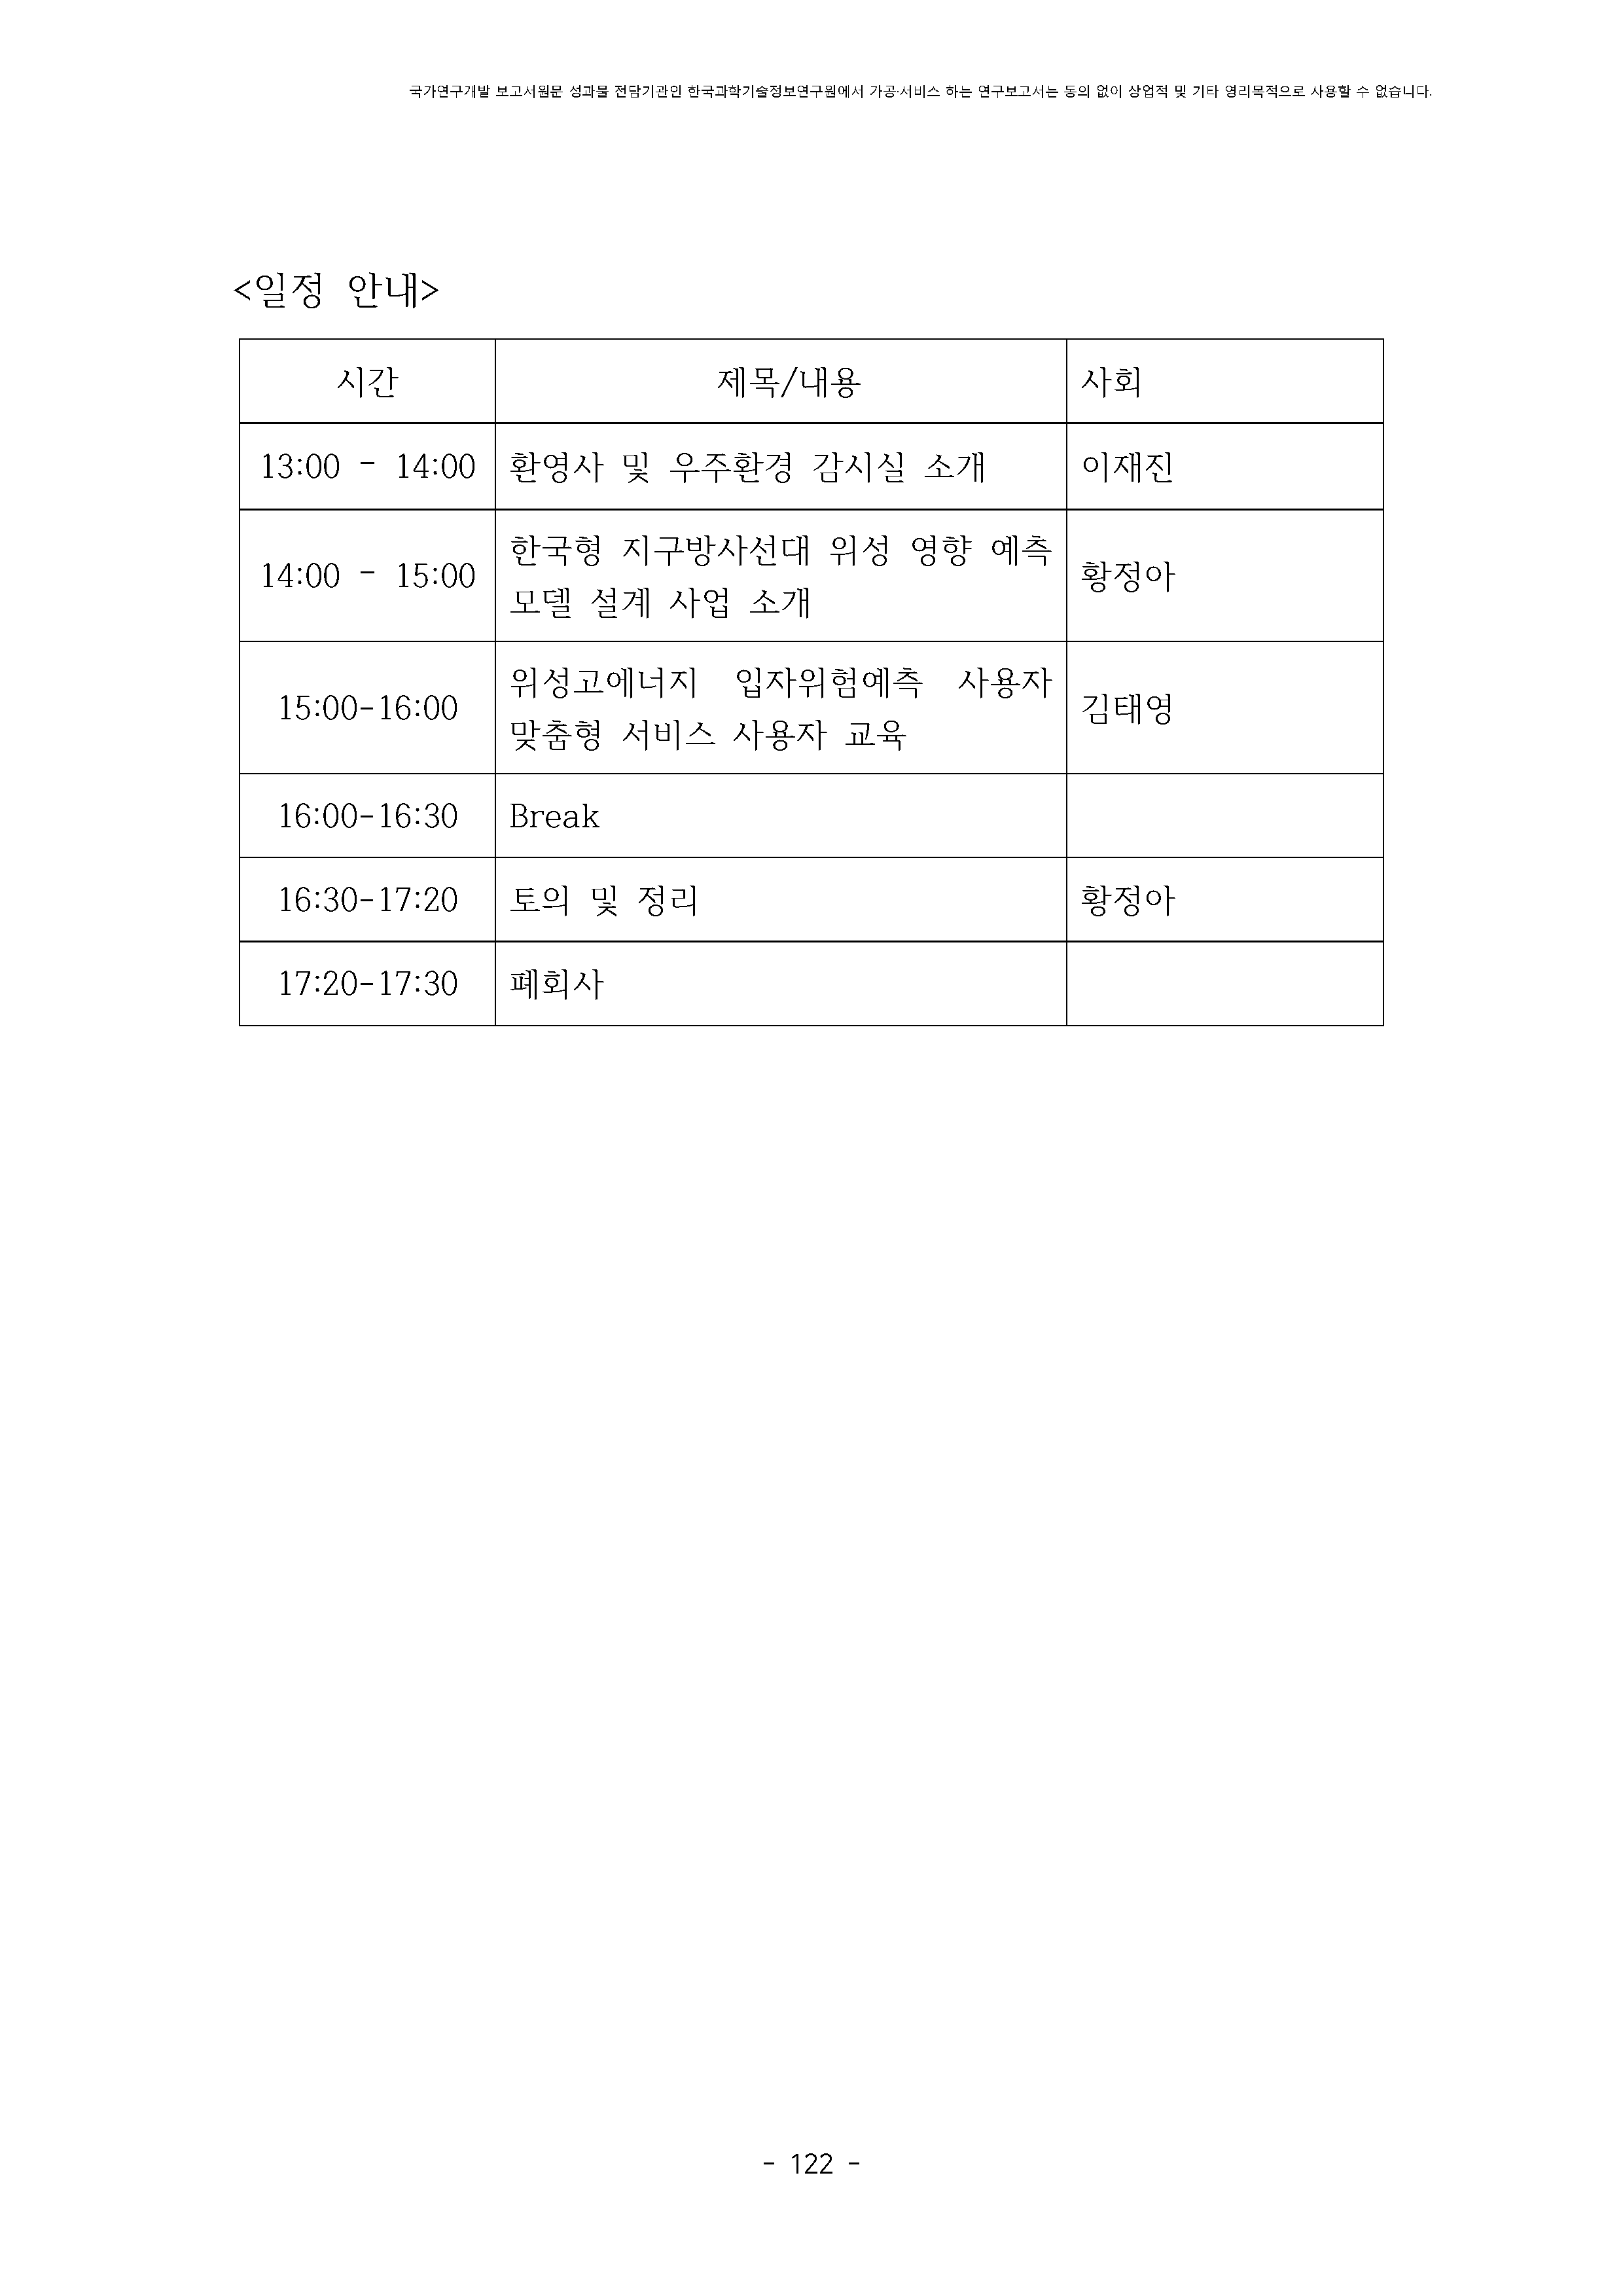 국가연구개발 보고서원문 성과물 전담기관인 한국과학기술정보연구원에서 가공·서비스 하는 연구보고서는 동의 없이 상업적 및 기타 영리목적으로 사용할 수 없습니다.
<일정 안내>
시간 제목/내용 사회
13:00 - 14:00 환영사 및 우주환경 감시실 소개 이재진
14:00 - 15:00 한국형 지구방사선대 위성 영향 예측
모델 설계 사업 소개 황정아
15:00-16:00 위성고에너지 입자위험예측 사용자
맞춤형 서비스 사용자 교육 김태영
16:00-16:30 Break
16:30-17:20 토의 및 정리 황정아
17:20-17:30 폐회사
- 122 -